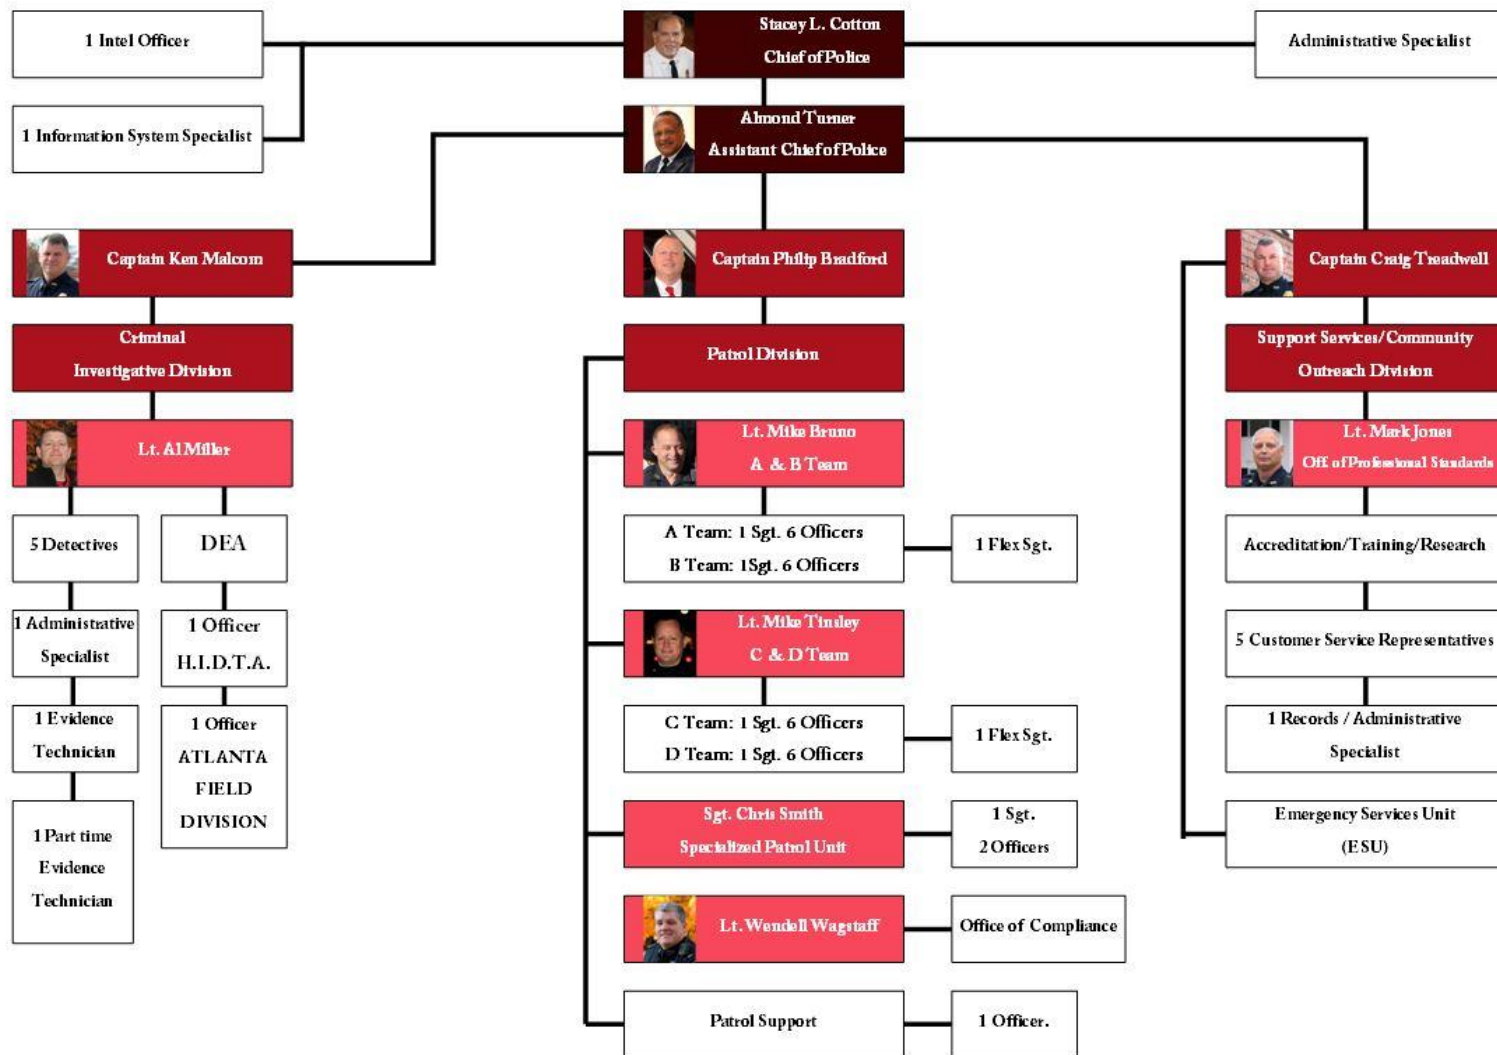 1 Intel Officer
Stacey L. Cotton
Chief of Police
Administrative Specialist
1 Information System Specialist
Almond Turner
Assistant Chief of Police
Captain Ken Malcom
Captain Philip Bradford
Captain Craig Treadwell
Criminal
Investigative Division
Patrol Division
Support Services/Community
Outreach Division
Lt. Al Miller
Lt. Mike Bruno
A & B Team
Lt. Mark Jones
Off. of Professional Standards
5 Detectives
DEA
A Team: 1 Sgt. 6 Officers
B Team: 1Sgt. 6 Officers
1 Flex Sgt.
Accreditation/Training/Research
1 Administrative
Specialist
1 Officer
H.I.D.T.A.
Lt. Mike Tinsley
C & D Team
5 Customer Service Representatives
1 Evidence
Technician
1 Officer
ATLANTA
FIELD
DIVISION
C Team: 1 Sgt. 6 Officers
D Team: 1 Sgt. 6 Officers
1 Flex Sgt.
1 Records / Administrative
Specialist
1 Part time
Evidence
Technician
Sgt. Chris Smith
Specialized Patrol Unit
1 Sgt.
2 Officers
Emergency Services Unit
(ESU)
Lt. Wendell Wagstaff
Office of Compliance
Patrol Support
1 Officer.